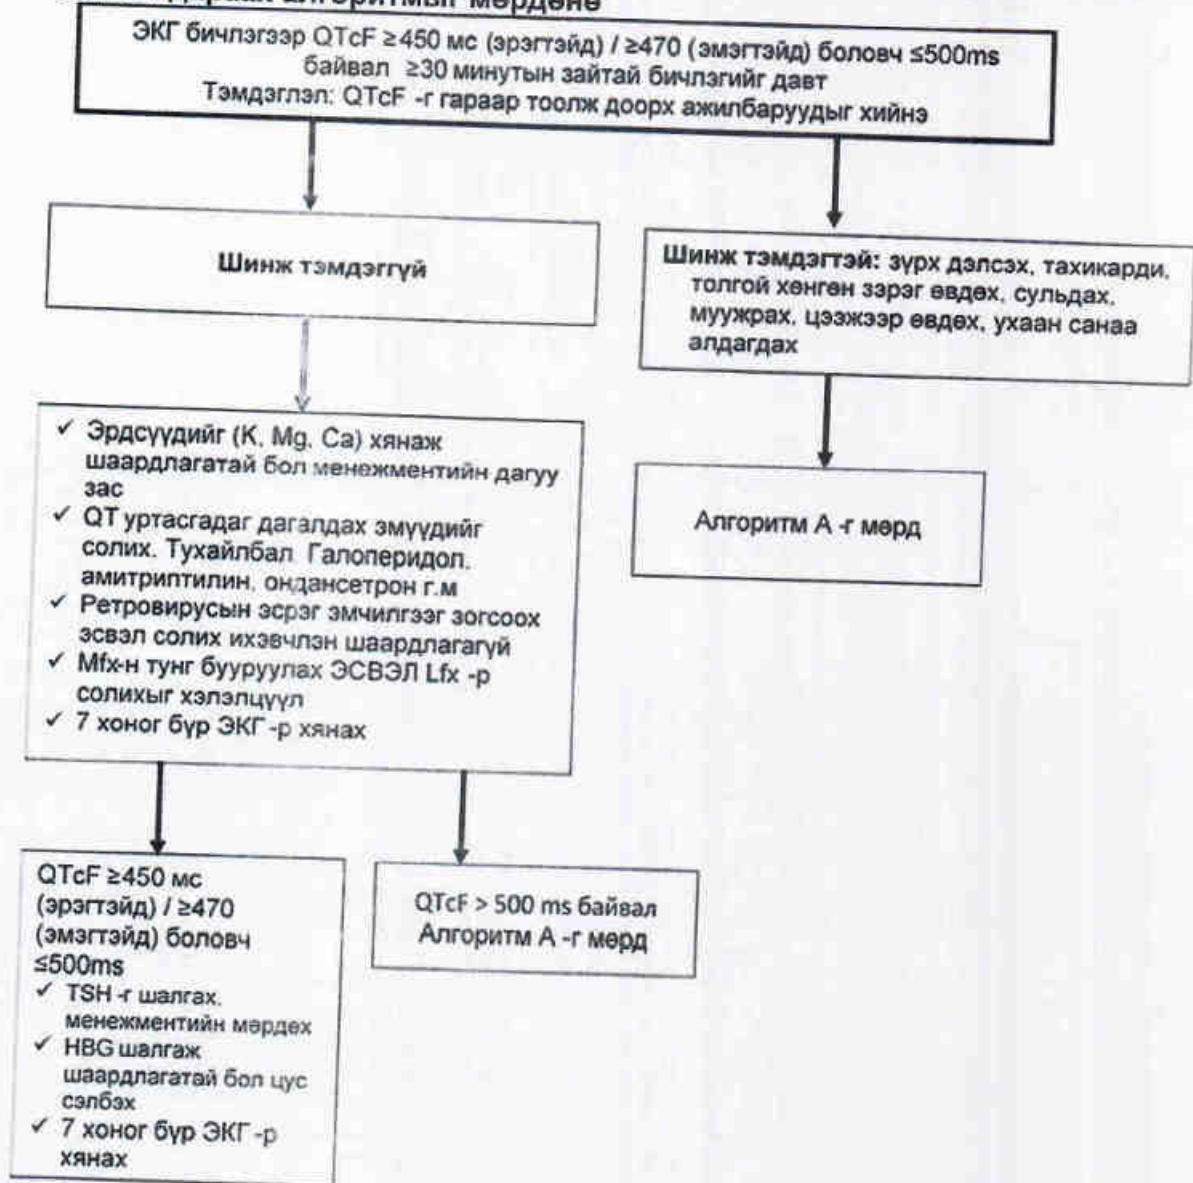 алгоритмыг мөрдөнө
ЭКГ бичлэгээр QTcF ≥450 мс (эрэгтэйд) / ≥470 (эмэгтэйд) боловч ≤500ms
байвал ≥30 минутын зайтай бичлэгийг давт
Тэмдэглэл: QTcF -г гараар тоолж доорх ажилбаруудыг хийнэ
Шинж тэмдэггүй
Шинж тэмдэгтэй: зүрх дэлсэх, тахикарди,
толгой хөнгөн зэрэг өвдөх, сульдах,
муужрах, цээжээр өвдөх, ухаан санаа
алдагдах
✓ Эрдсүүдийг (K, Mg, Ca) хянаж
шаардлагатай бол менежментийн дагуу
зас
✓ QT уртасгадаг дагалдах эмүүдийг
солих. Тухайлбал Галоперидол,
амитриптилин, ондансетрон г.м
✓ Ретровирусын эсрэг эмчилгээг зогсоох
эсвэл солих ихэвчлэн шаардлагагүй
✓ Mfx-н тунг бууруулах ЭСВЭЛ Lfx -р
солихыг хэлэлцүүл
✓ 7 хоног бүр ЭКГ -р хянах
Алгоритм А -г мөрд
QTcF ≥450 мс
(эрэгтэйд) / ≥470
(эмэгтэйд) боловч
≤500ms
✓ TSH -г шалгах,
менежментийн мөрдөх
✓ HBG шалгаж
шаардлагатай бол цус
сэлбэх
✓ 7 хоног бүр ЭКГ -р
хянах
QTcF > 500 ms байвал
Алгоритм А -г мөрд